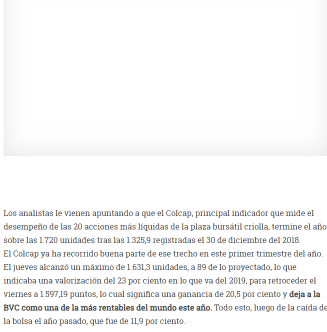 Los analistas le vienen apuntando a que el Colcap, principal indicador que mide el
desempeño de las 20 acciones más líquidas de la plaza bursátil criolla, termine el año
sobre las 1.720 unidades tras las 1.325,9 registradas el 30 de diciembre del 2018.
El Colcap ya ha recorrido buena parte de ese trecho en este primer trimestre del año.
El jueves alcanzó un máximo de 1.631,3 unidades, a 89 de lo proyectado, lo que
indicaba una valorización del 23 por ciento en lo que va del 2019, para retroceder el
viernes a 1.597,19 puntos, lo cual significa una ganancia de 20,5 por ciento y deja a la
BVC como una de la más rentables del mundo este año. Todo esto, luego de la caída de
la bolsa el año pasado, que fue de 11,9 por ciento.